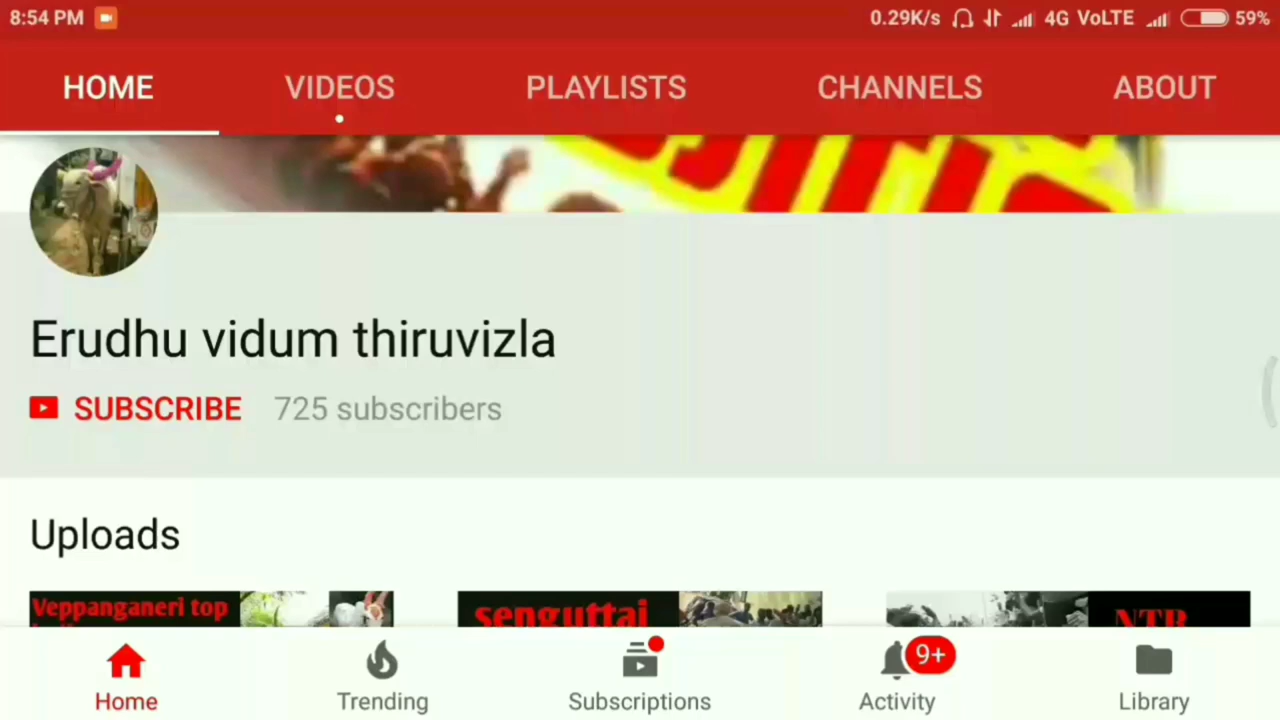 8:54 PM 0.29K/s 4G VoLTE 59%
HOME VIDEOS PLAYLISTS CHANNELS ABOUT
Erudhu vidum thiruvizla
SUBSCRIBE 725 subscribers
Uploads
Veppanganeri top senguttai NTR
9+
Home Trending Subscriptions Activity Library